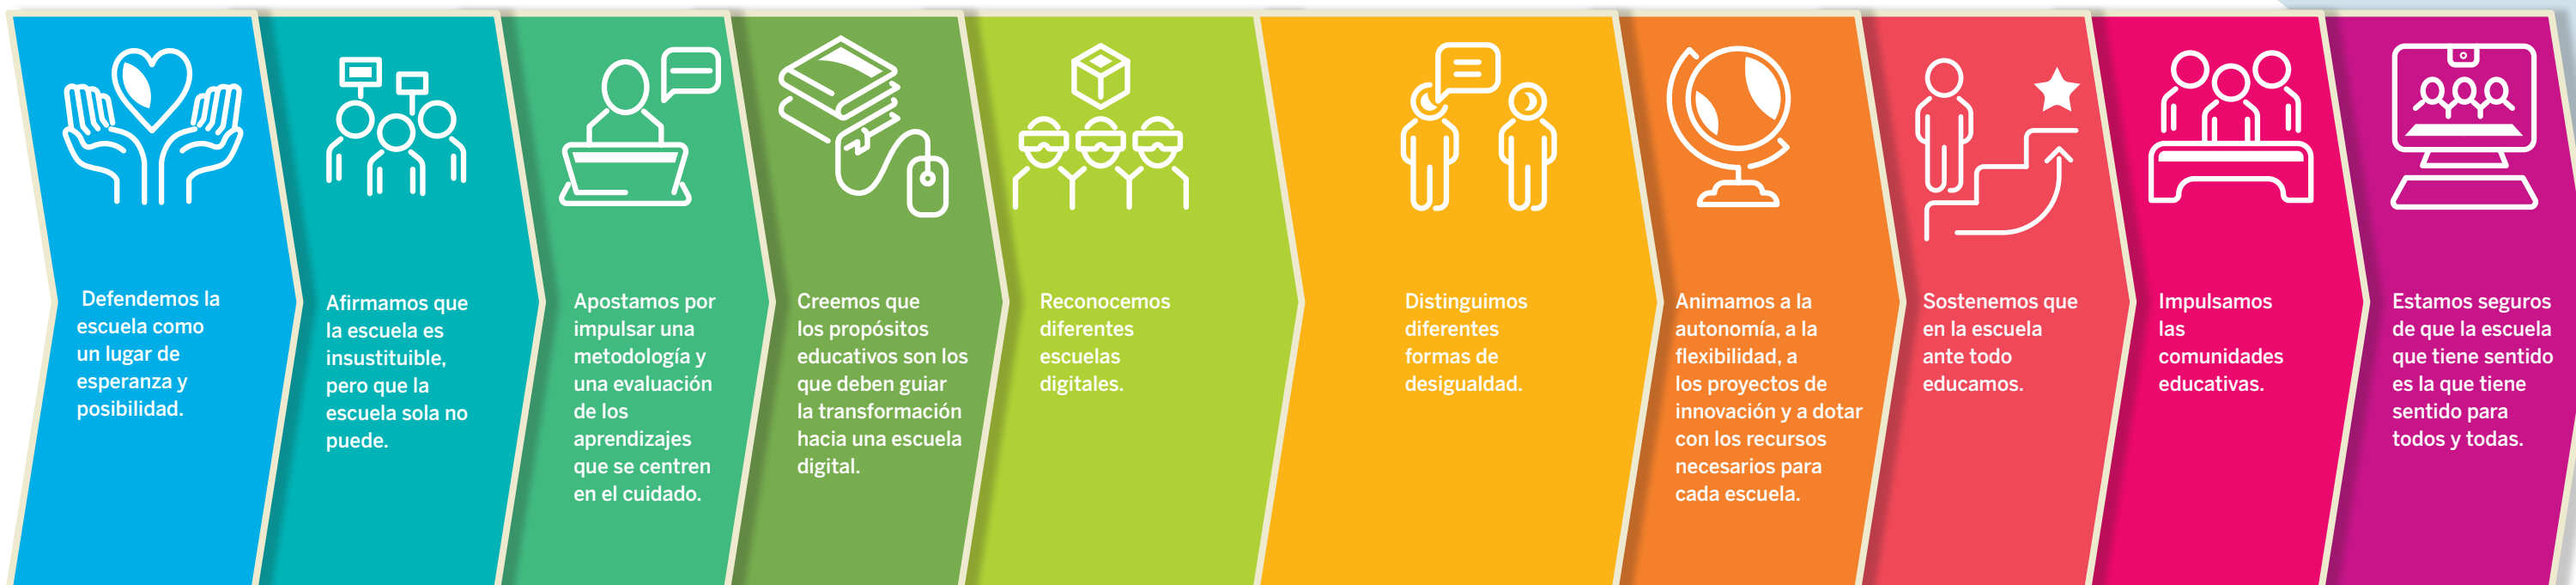 Defendemos la
escuela como
un lugar de
esperanza y
posibilidad.
Afirmamos que
la escuela es
insustituible,
pero que la
escuela sola no
puede.
Apostamos por
impulsar una
metodología y
una evaluación
de los
aprendizajes
que se centren
en el cuidado.
Creemos que
los propósitos
educativos son los
que deben guiar
la transformación
hacia una escuela
digital.
Reconocemos
diferentes
escuelas
digitales.
Distinguimos
diferentes
formas de
desigualdad.
Animamos a la
autonomía, a la
flexibilidad, a
los proyectos de
innovación y a dotar
con los recursos
necesarios para
cada escuela.
Sostenemos que
en la escuela
ante todo
educamos.
Impulsamos
las
comunidades
educativas.
Estamos seguros
de que la escuela
que tiene sentido
es la que tiene
sentido para
todos y todas.